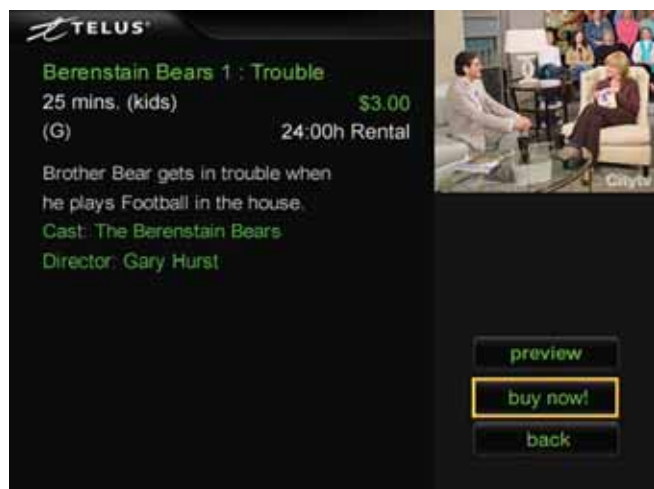 TELUS
Berenstain Bears 1 : Trouble
25 mins. (kids) $3.00
(G) 24:00h Rental
Brother Bear gets in trouble when
he plays Football in the house.
Cast: The Berenstain Bears
Director: Gary Hurst
Citytv
preview
buy now!
back